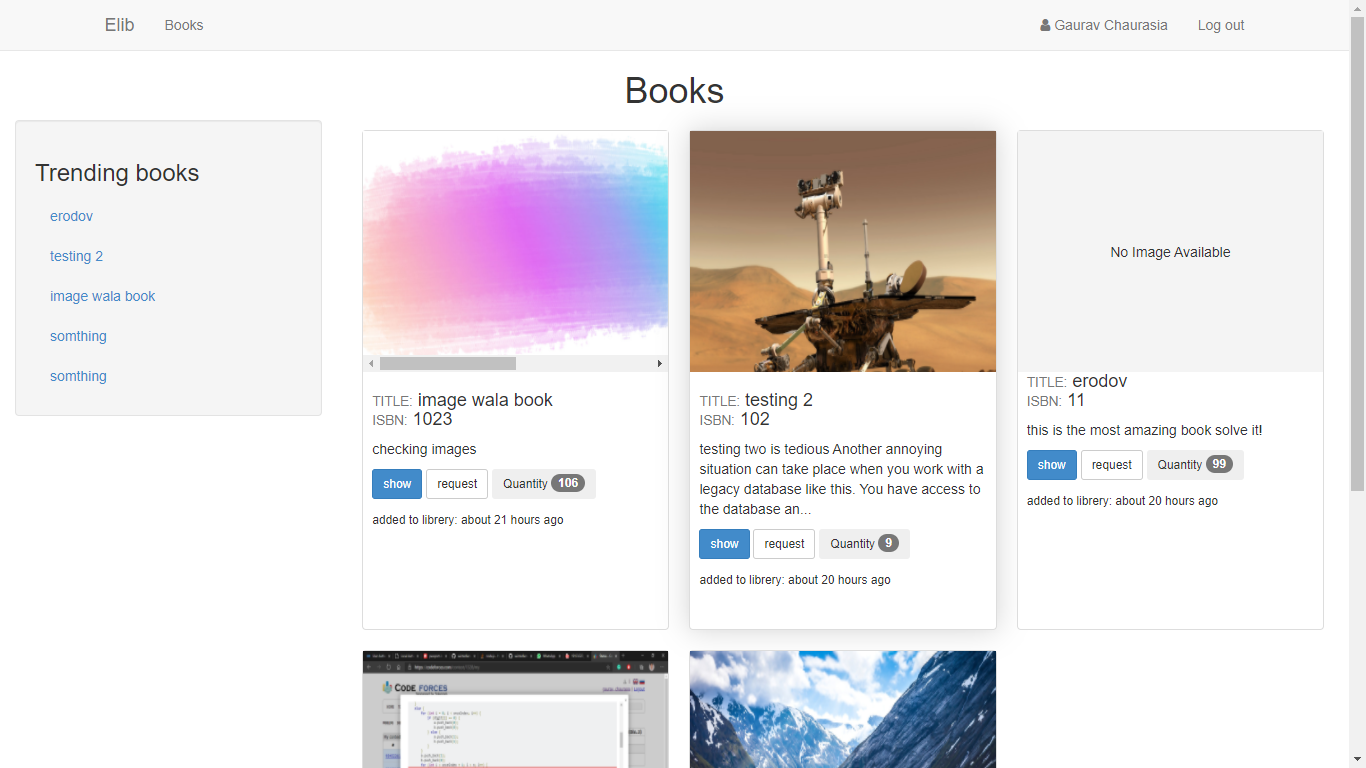 Elib Books Gaurav Chaurasia Log out
Books
Trending books
erodov
testing 2
image wala book
somthing
somthing
TITLE: image wala book
ISBN: 1023
checking images
show request Quantity 106
added to librery: about 21 hours ago
TITLE: testing 2
ISBN: 102
testing two is tedious Another annoying
situation can take place when you work with a
legacy database like this. You have access to
the database an...
show request Quantity 9
added to librery: about 20 hours ago
No Image Available
TITLE: erodov
ISBN: 11
this is the most amazing book solve it!
show request Quantity 99
added to librery: about 20 hours ago
CODE FORCES